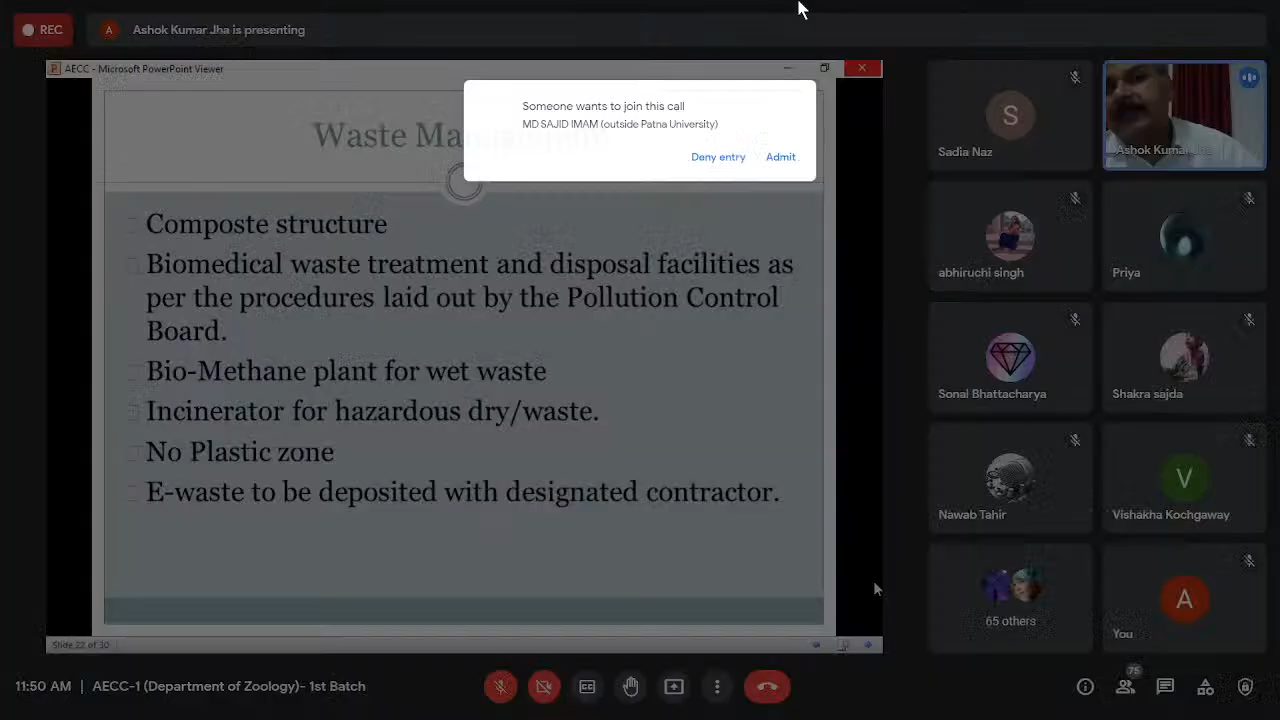 REC
A
Ashok Kumar Jha is presenting
AECC - Microsoft PowerPoint Viewer
Someone wants to join this call
MD SAJID IMAM (outside Patna University)
Deny entry
Admit
Composte structure
Biomedical waste treatment and disposal facilities as
per the procedures laid out by the Pollution Control
Board.
Bio-Methane plant for wet waste
Incinerator for hazardous dry/waste.
No Plastic zone
E-waste to be deposited with designated contractor.
Slide 22 of 30
S
Sadia Naz
Ashok Kumar Jha
abhiruchi singh
Priya
Sonal Bhattacharya
Shakra sajda
Nawab Tahir
V
Vishakha Kochgaway
65 others
A
You
11:50 AM | AECC-1 (Department of Zoology)- 1st Batch
75